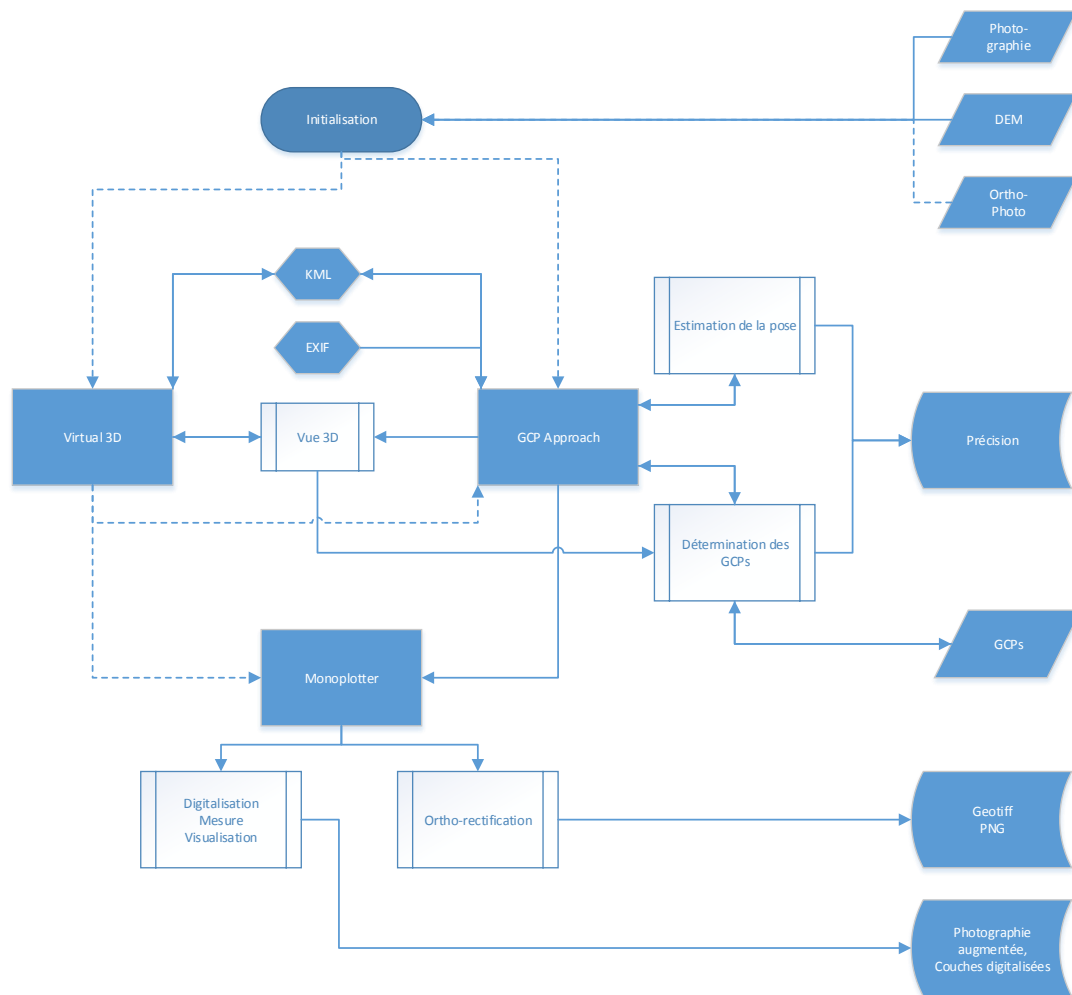 Photo-
graphie
Initialisation
DEM
Ortho-
Photo
KML
EXIF
Estimation de la pose
Virtual 3D
Vue 3D
GCP Approach
Précision
Détermination des
GCPs
GCPs
Monoplotter
Digitalisation
Mesure
Visualisation
Ortho-rectification
Geotiff
PNG
Photographie
augmentée,
Couches digitalisées